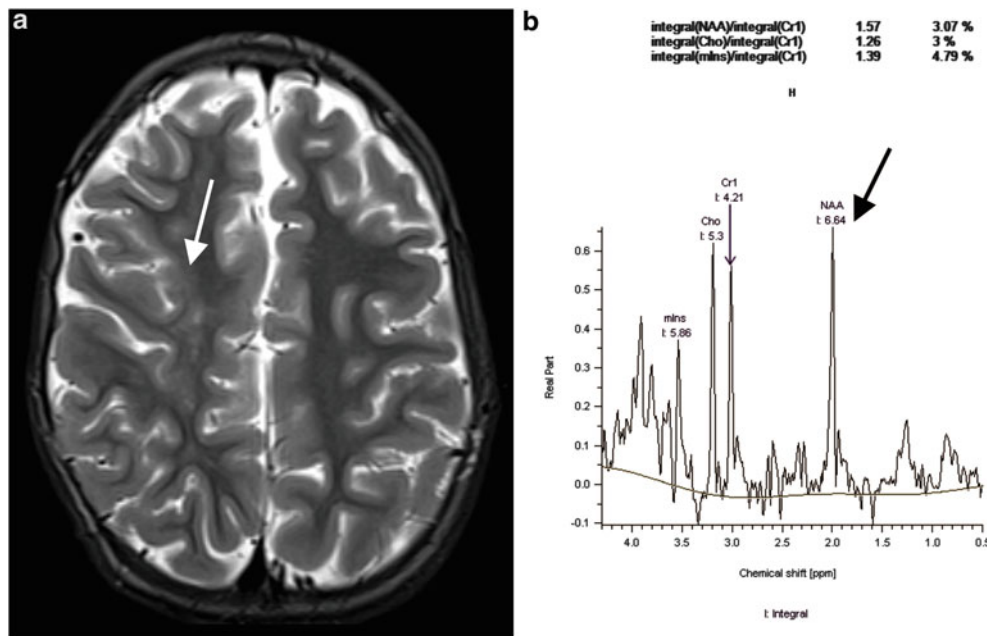 a
b
integral(NAA)/integral(Cr1) 1.57 3.07 %
integral(Cho)/integral(Cr1) 1.26 3 %
integral(mIns)/integral(Cr1) 1.39 4.79 %
H
Cr1
I: 4.21
NAA
I: 6.64
Cho
I: 5.3
mIns
I: 5.86
0.6
0.5
0.4
0.3
0.2
0.1
0.0
-0.1
Real Part
4.0 3.5 3.0 2.5 2.0 1.5 1.0 0.5
Chemical shift [ppm]
I: Integral